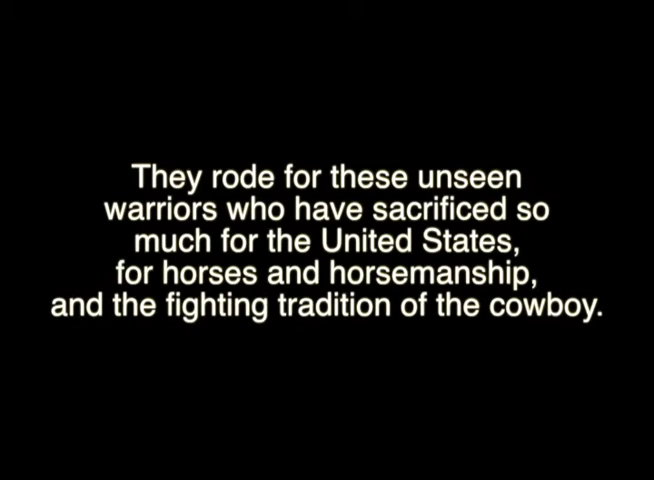 They rode for these unseen
warriors who have sacrificed so
much for the United States,
for horses and horsemanship,
and the fighting tradition of the cowboy.